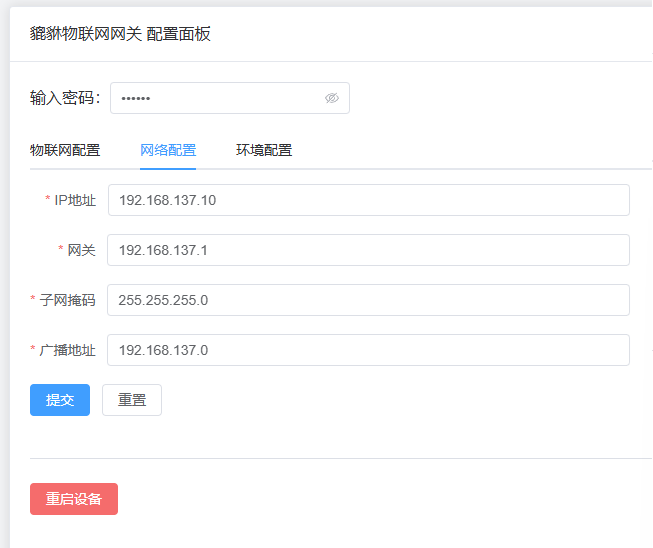 貔貅物联网网关 配置面板
输入密码： ••••••
物联网配置 网络配置 环境配置
* IP地址 192.168.137.10
* 网关 192.168.137.1
* 子网掩码 255.255.255.0
* 广播地址 192.168.137.0
提交 重置
重启设备